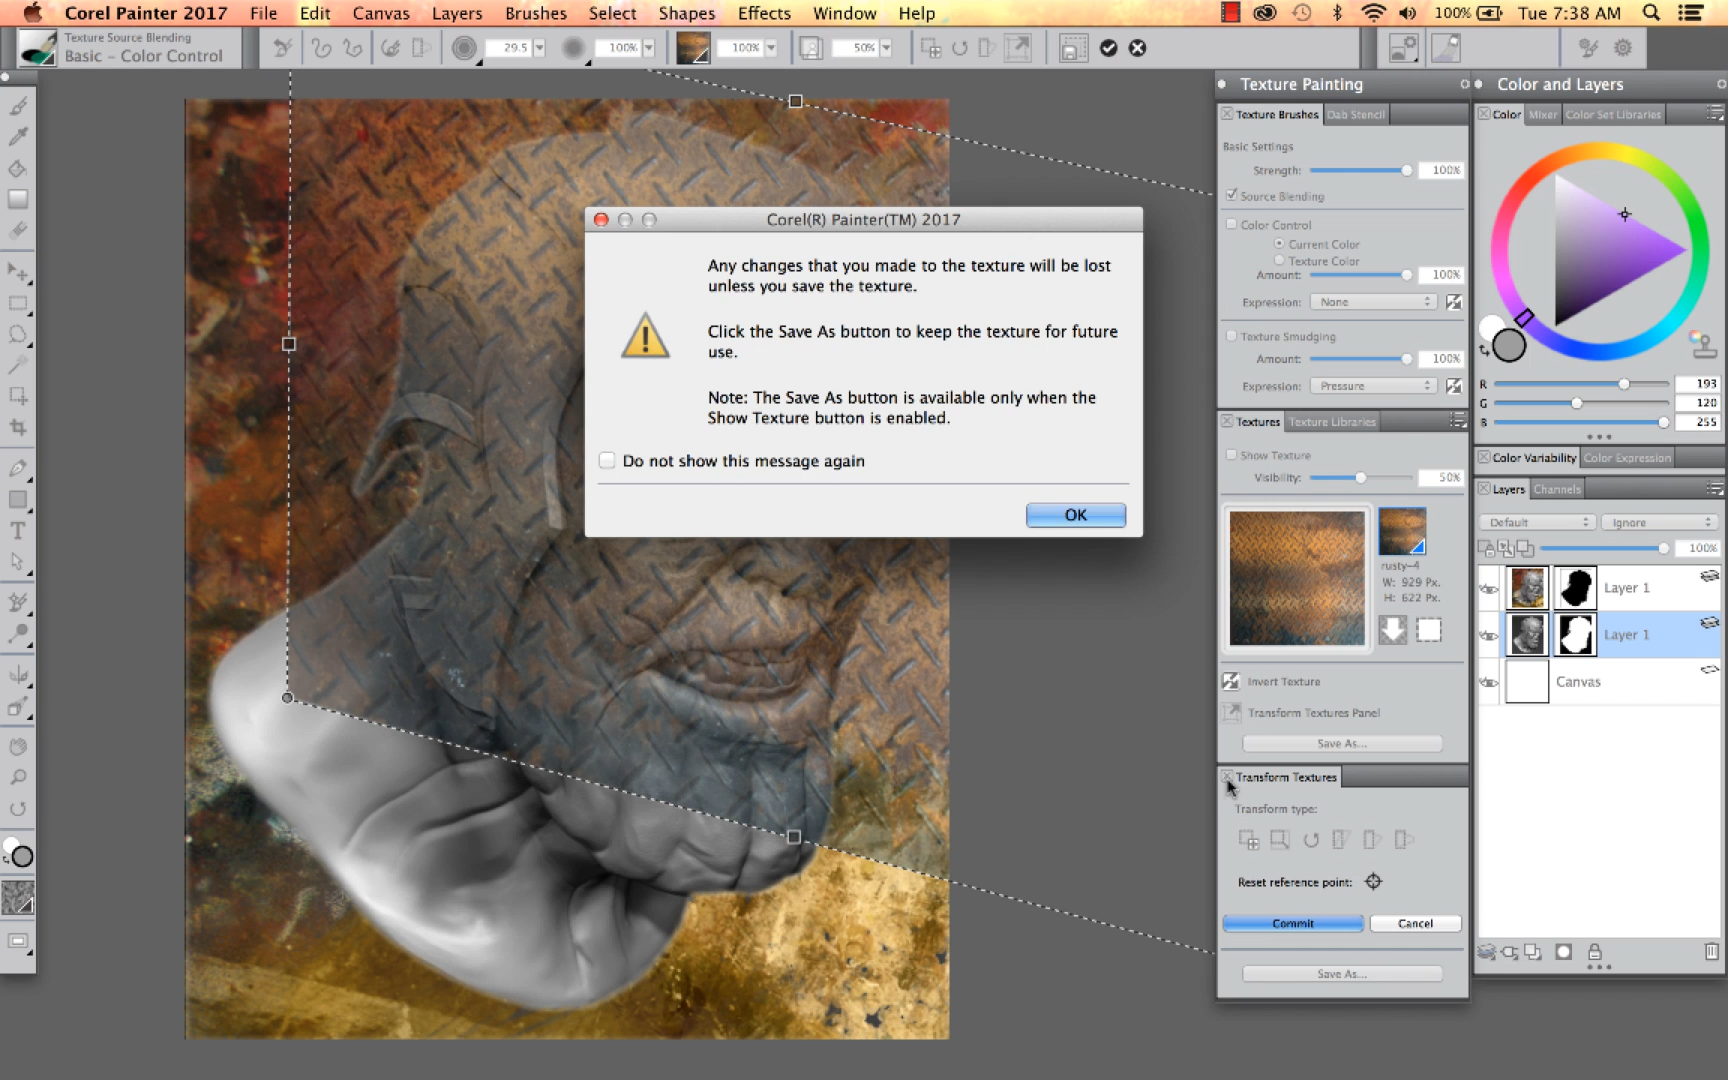 Corel Painter 2017 File Edit Canvas Layers Brushes Select Shapes Effects Window Help 100% Tue 7:38 AM
Texture Source Blending
Basic – Color Control
29.5 100% 100% 50%
Texture Painting
Texture Brushes Dab Stencil
Basic Settings
Strength: 100%
Source Blending
Color Control
Current Color
Texture Color
Amount: 100%
Expression: None
Texture Smudging
Amount: 100%
Expression: Pressure
Textures Texture Libraries
Show Texture
Visibility: 50%
rusty-4
W: 929 Px.
H: 622 Px.
Invert Texture
Transform Textures Panel
Save As...
Transform Textures
Transform type:
Reset reference point:
Commit Cancel
Save As...
Color and Layers
Color Mixer Color Set Libraries
R 193
G 120
B 255
Color Variability Color Expression
Layers Channels
Default Ignore
100%
Layer 1
Layer 1
Canvas
Corel(R) Painter(TM) 2017
Any changes that you made to the texture will be lost
unless you save the texture.
Click the Save As button to keep the texture for future
use.
Note: The Save As button is available only when the
Show Texture button is enabled.
Do not show this message again
OK
T